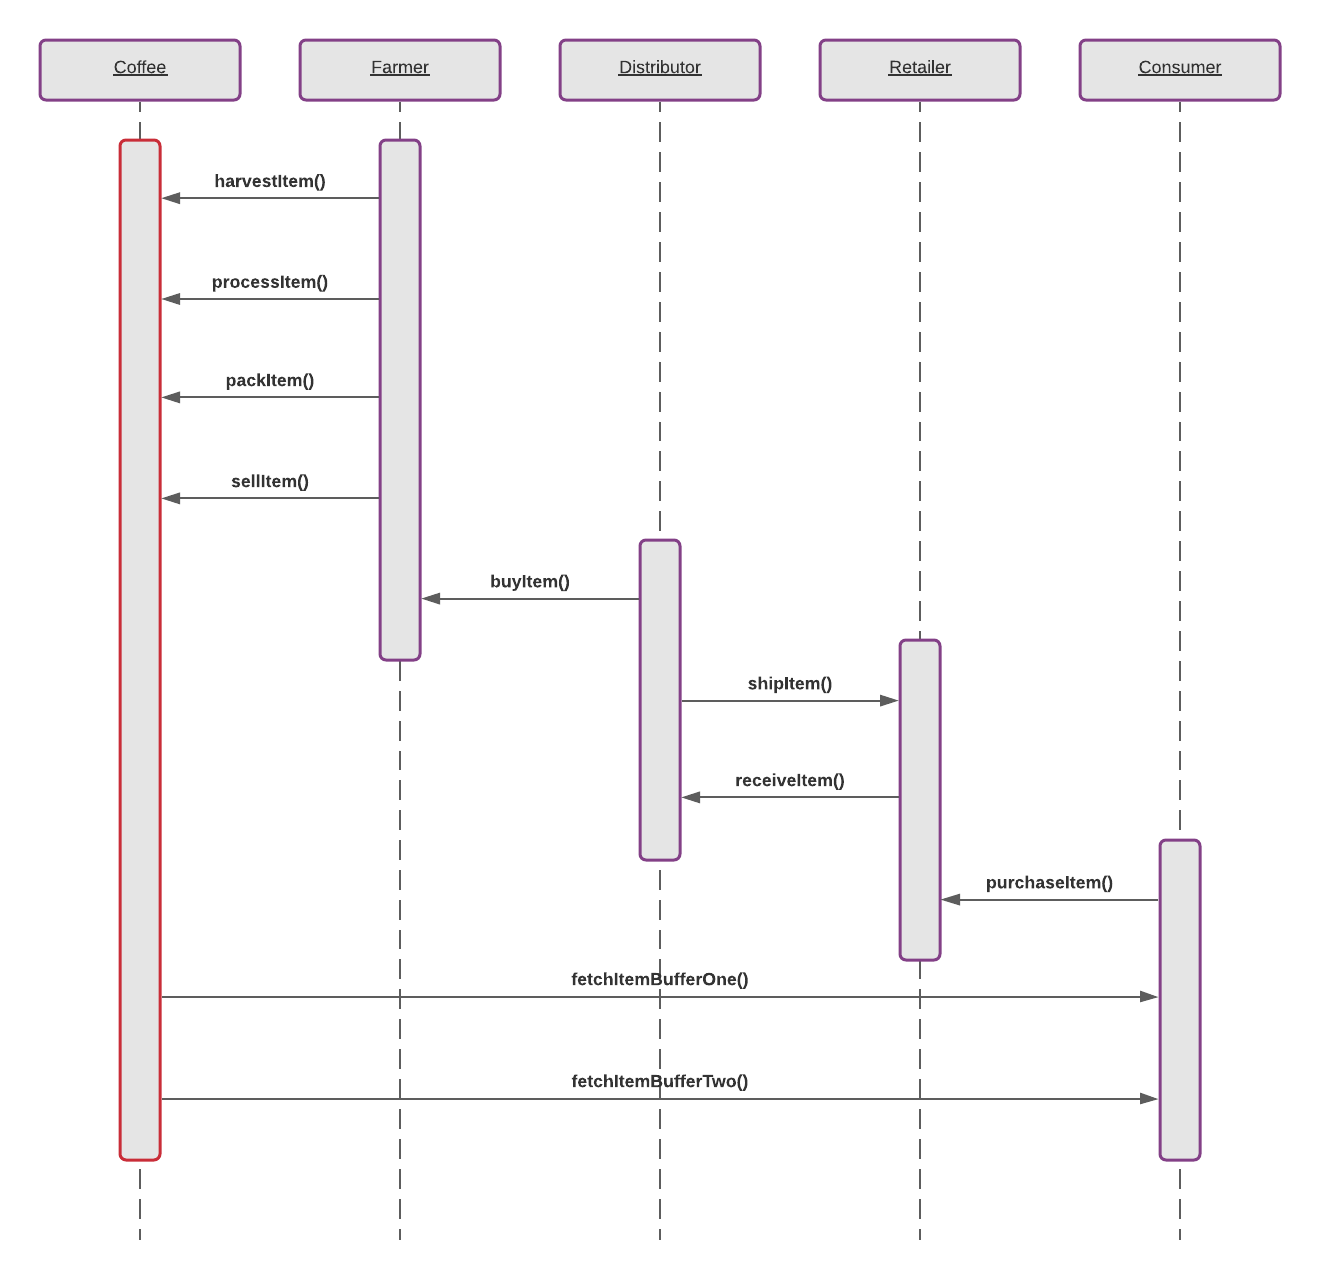 Coffee
Farmer
Distributor
Retailer
Consumer
harvestItem()
processItem()
packItem()
sellItem()
buyItem()
shipItem()
receiveItem()
purchaseItem()
fetchItemBufferOne()
fetchItemBufferTwo()